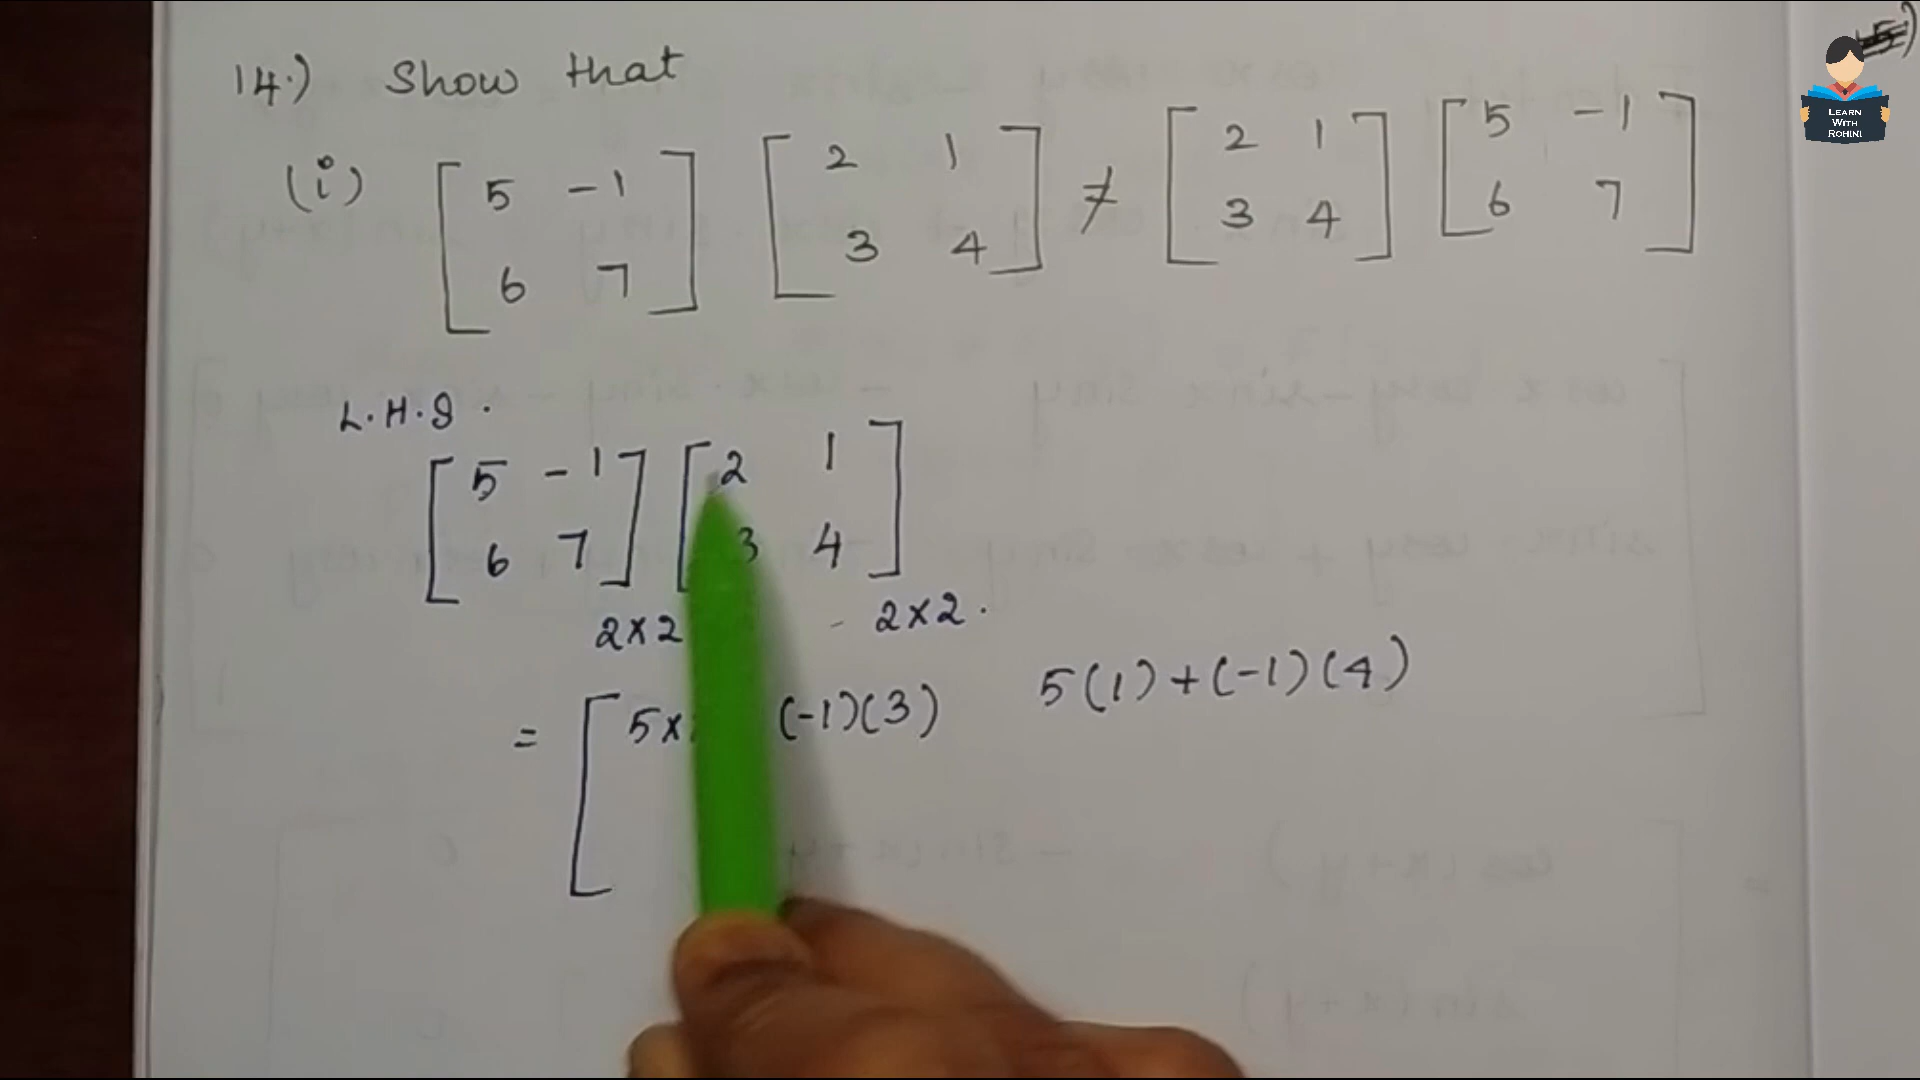 14.) Show that
(i) [ 5 -1 ] [ 2 1 ] ≠ [ 2 1 ] [ 5 -1 ]
[ 6 7 ] [ 3 4 ] [ 3 4 ] [ 6 7 ]
L.H.S.
[ 5 -1 ] [ 2 1 ]
[ 6 7 ] [ 3 4 ]
2×2 2×2.
= [ 5× (-1)(3) 5(1)+(-1)(4)
LEARN
WITH
ROHINI